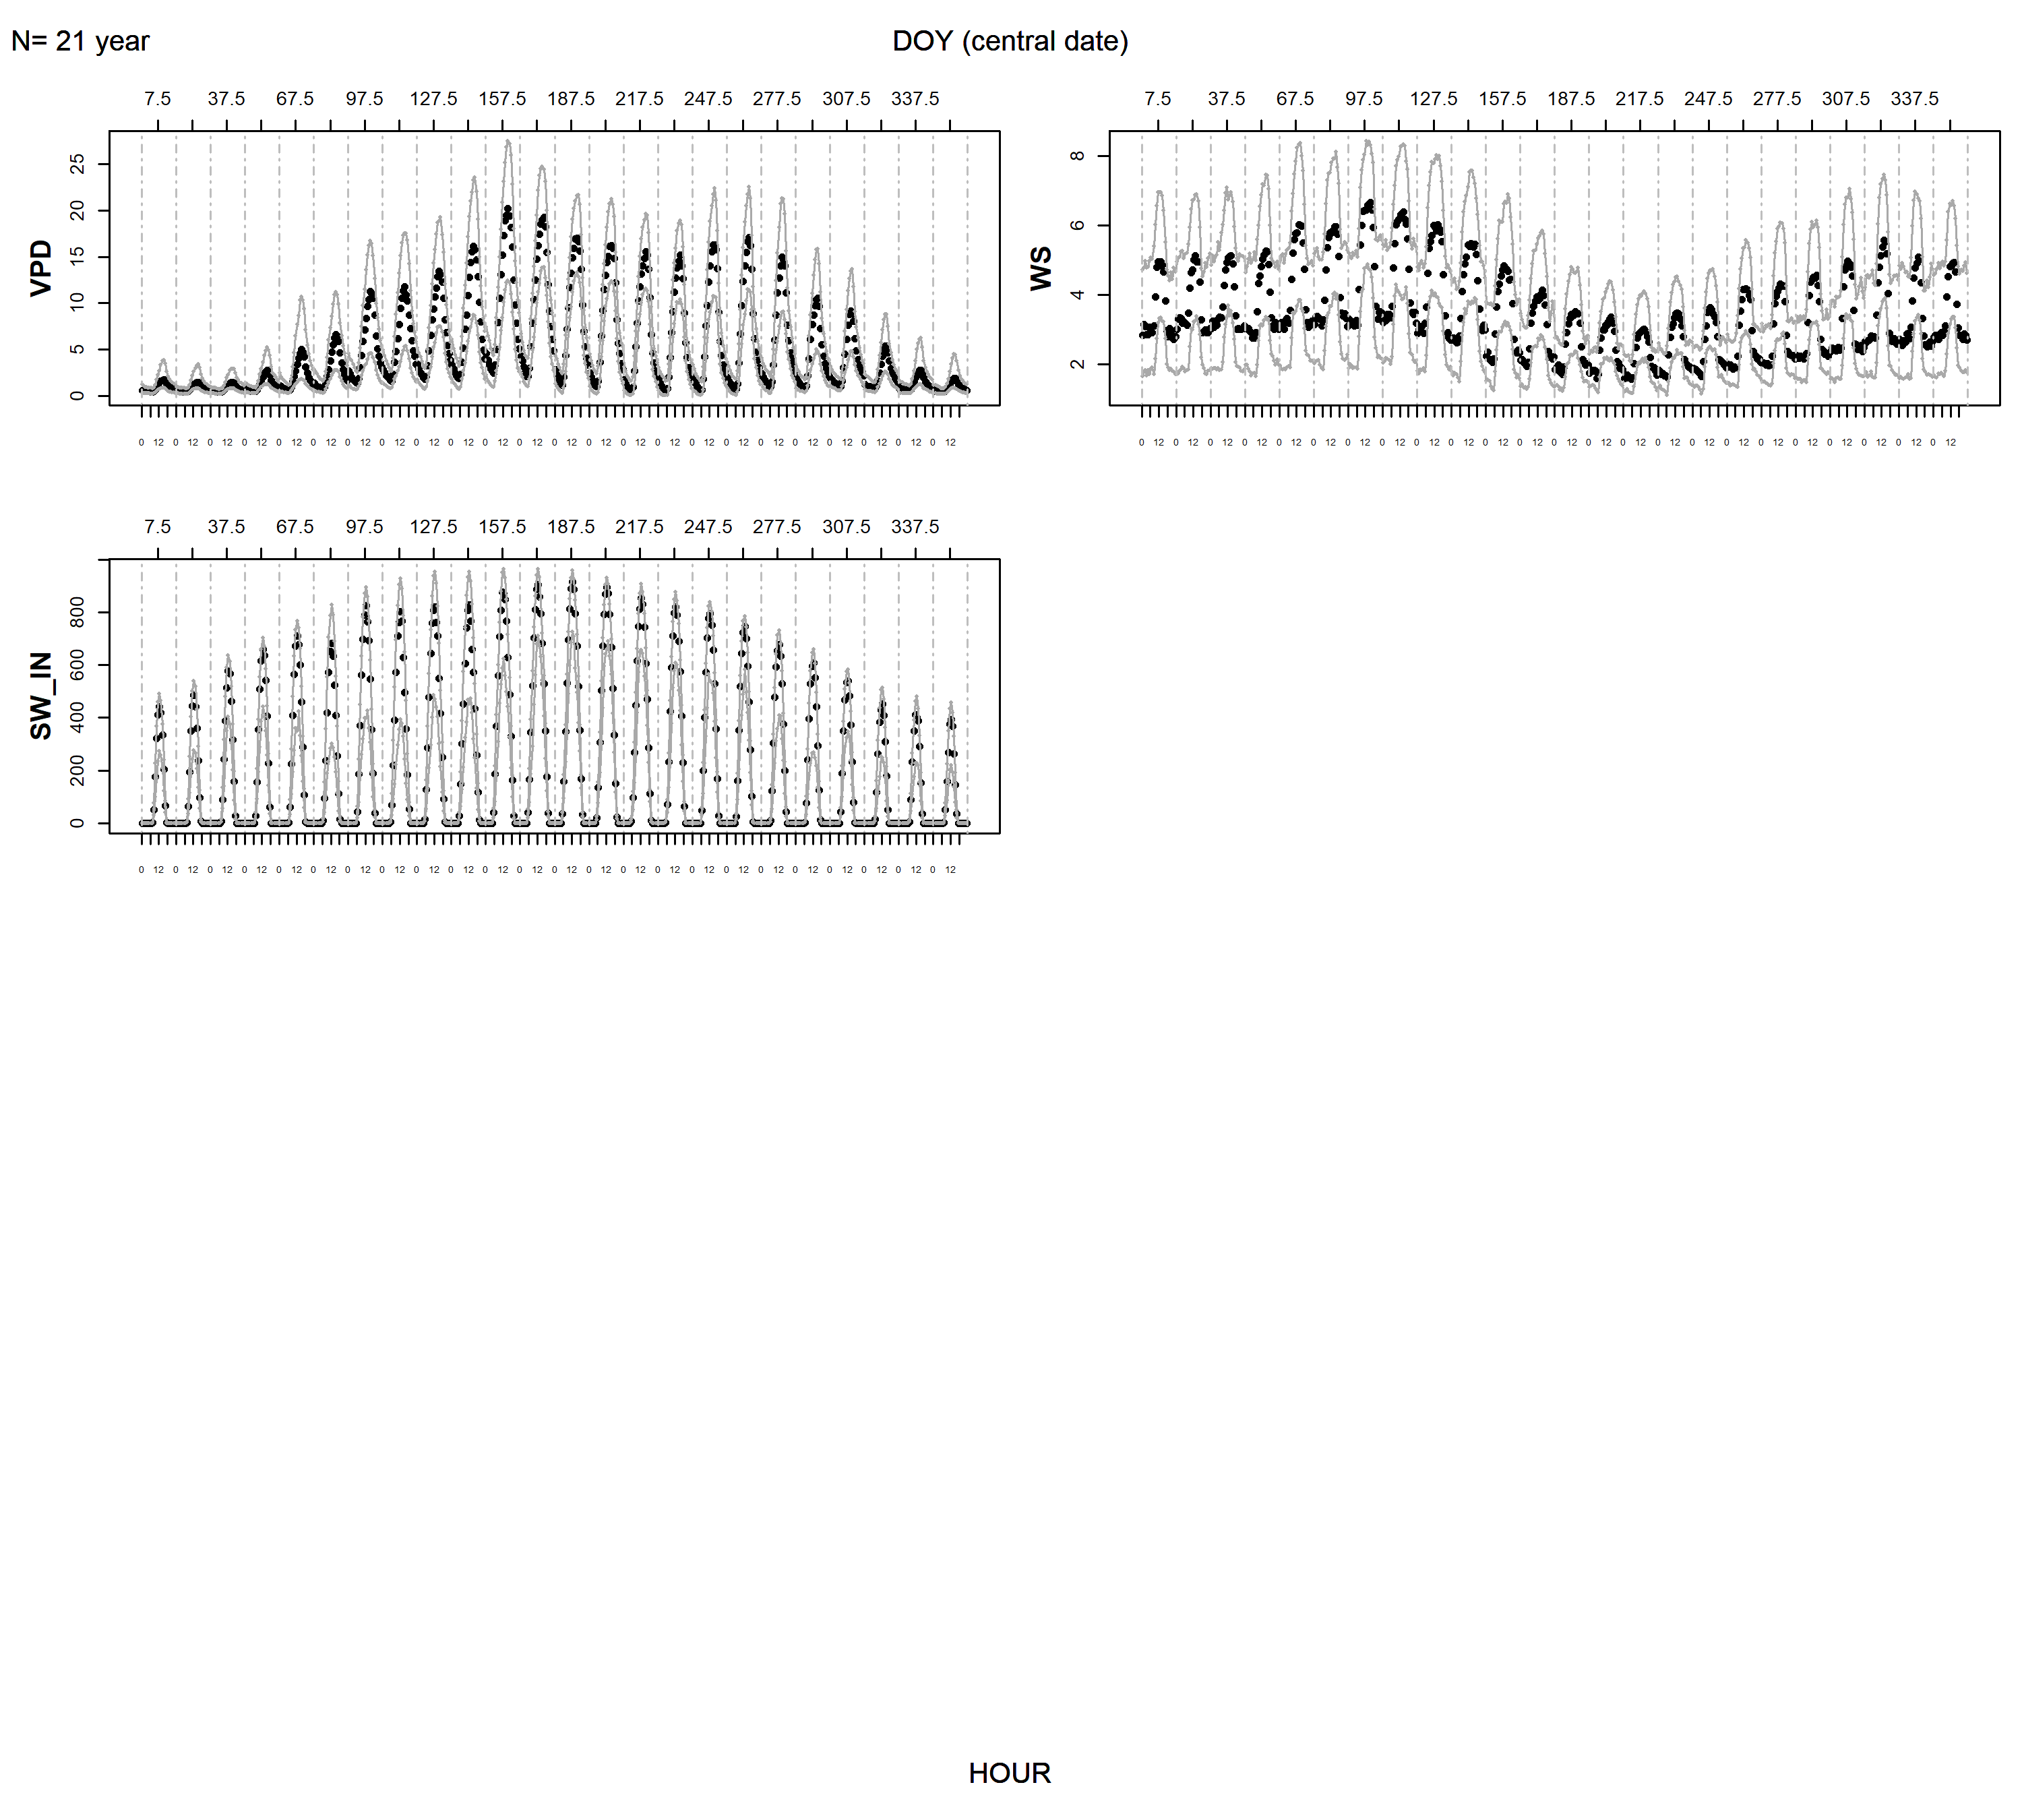 N= 21 year
DOY (central date)
7.5 37.5 67.5 97.5 127.5 157.5 187.5 217.5 247.5 277.5 307.5 337.5
VPD
0 5 10 15 20 25
0 12 0 12 0 12 0 12 0 12 0 12 0 12 0 12 0 12 0 12 0 12 0 12 0 12 0 12 0 12 0 12 0 12 0 12 0 12 0 12 0 12 0 12 0 12 0 12
7.5 37.5 67.5 97.5 127.5 157.5 187.5 217.5 247.5 277.5 307.5 337.5
WS
2 4 6 8
0 12 0 12 0 12 0 12 0 12 0 12 0 12 0 12 0 12 0 12 0 12 0 12 0 12 0 12 0 12 0 12 0 12 0 12 0 12 0 12 0 12 0 12 0 12 0 12
7.5 37.5 67.5 97.5 127.5 157.5 187.5 217.5 247.5 277.5 307.5 337.5
SW_IN
0 200 400 600 800
0 12 0 12 0 12 0 12 0 12 0 12 0 12 0 12 0 12 0 12 0 12 0 12 0 12 0 12 0 12 0 12 0 12 0 12 0 12 0 12 0 12 0 12 0 12 0 12
HOUR